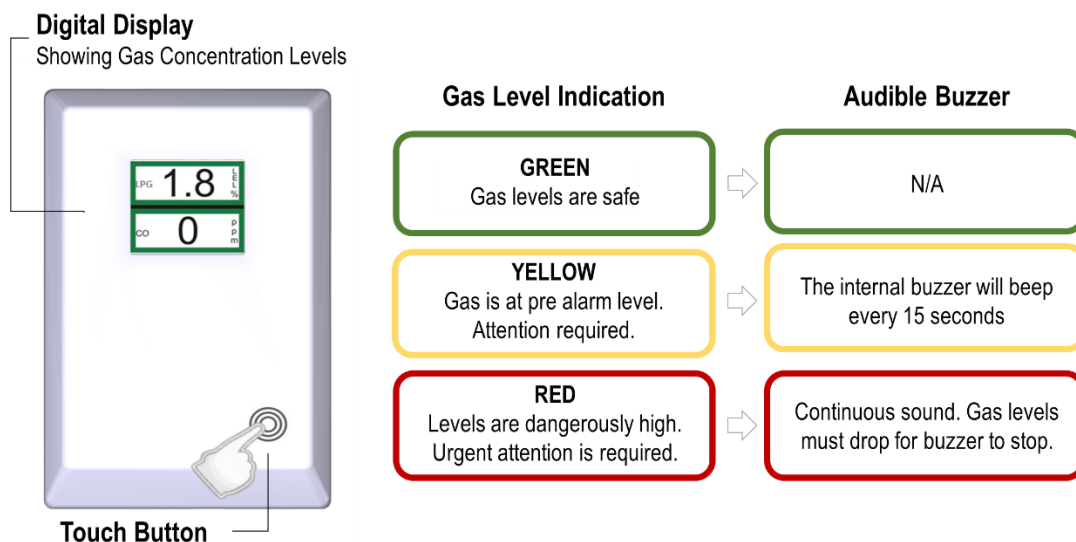 Digital Display
Showing Gas Concentration Levels
LPG 1.8 LEL%
CO 0 ppm
Touch Button
Gas Level Indication
Audible Buzzer
GREEN
Gas levels are safe
N/A
YELLOW
Gas is at pre alarm level.
Attention required.
The internal buzzer will beep
every 15 seconds
RED
Levels are dangerously high.
Urgent attention is required.
Continuous sound. Gas levels
must drop for buzzer to stop.